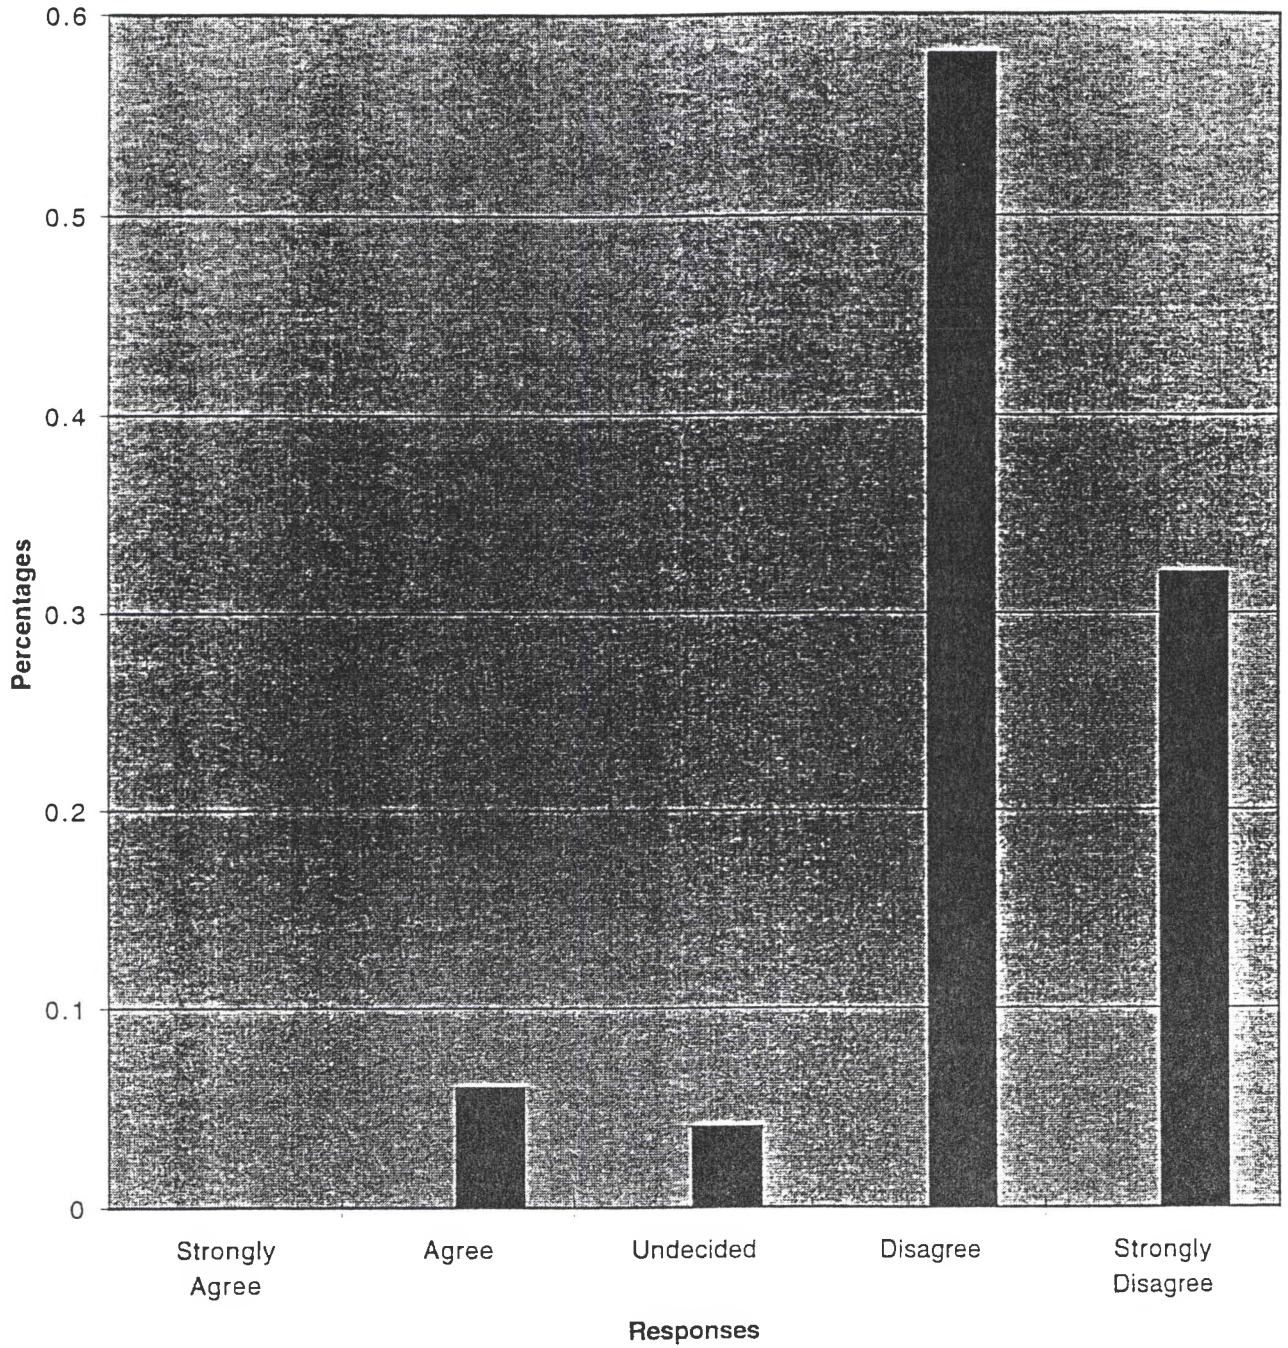 0.6
0.5
0.4
0.3
0.2
0.1
0
Percentages
Strongly
Agree
Agree
Undecided
Disagree
Strongly
Disagree
Responses